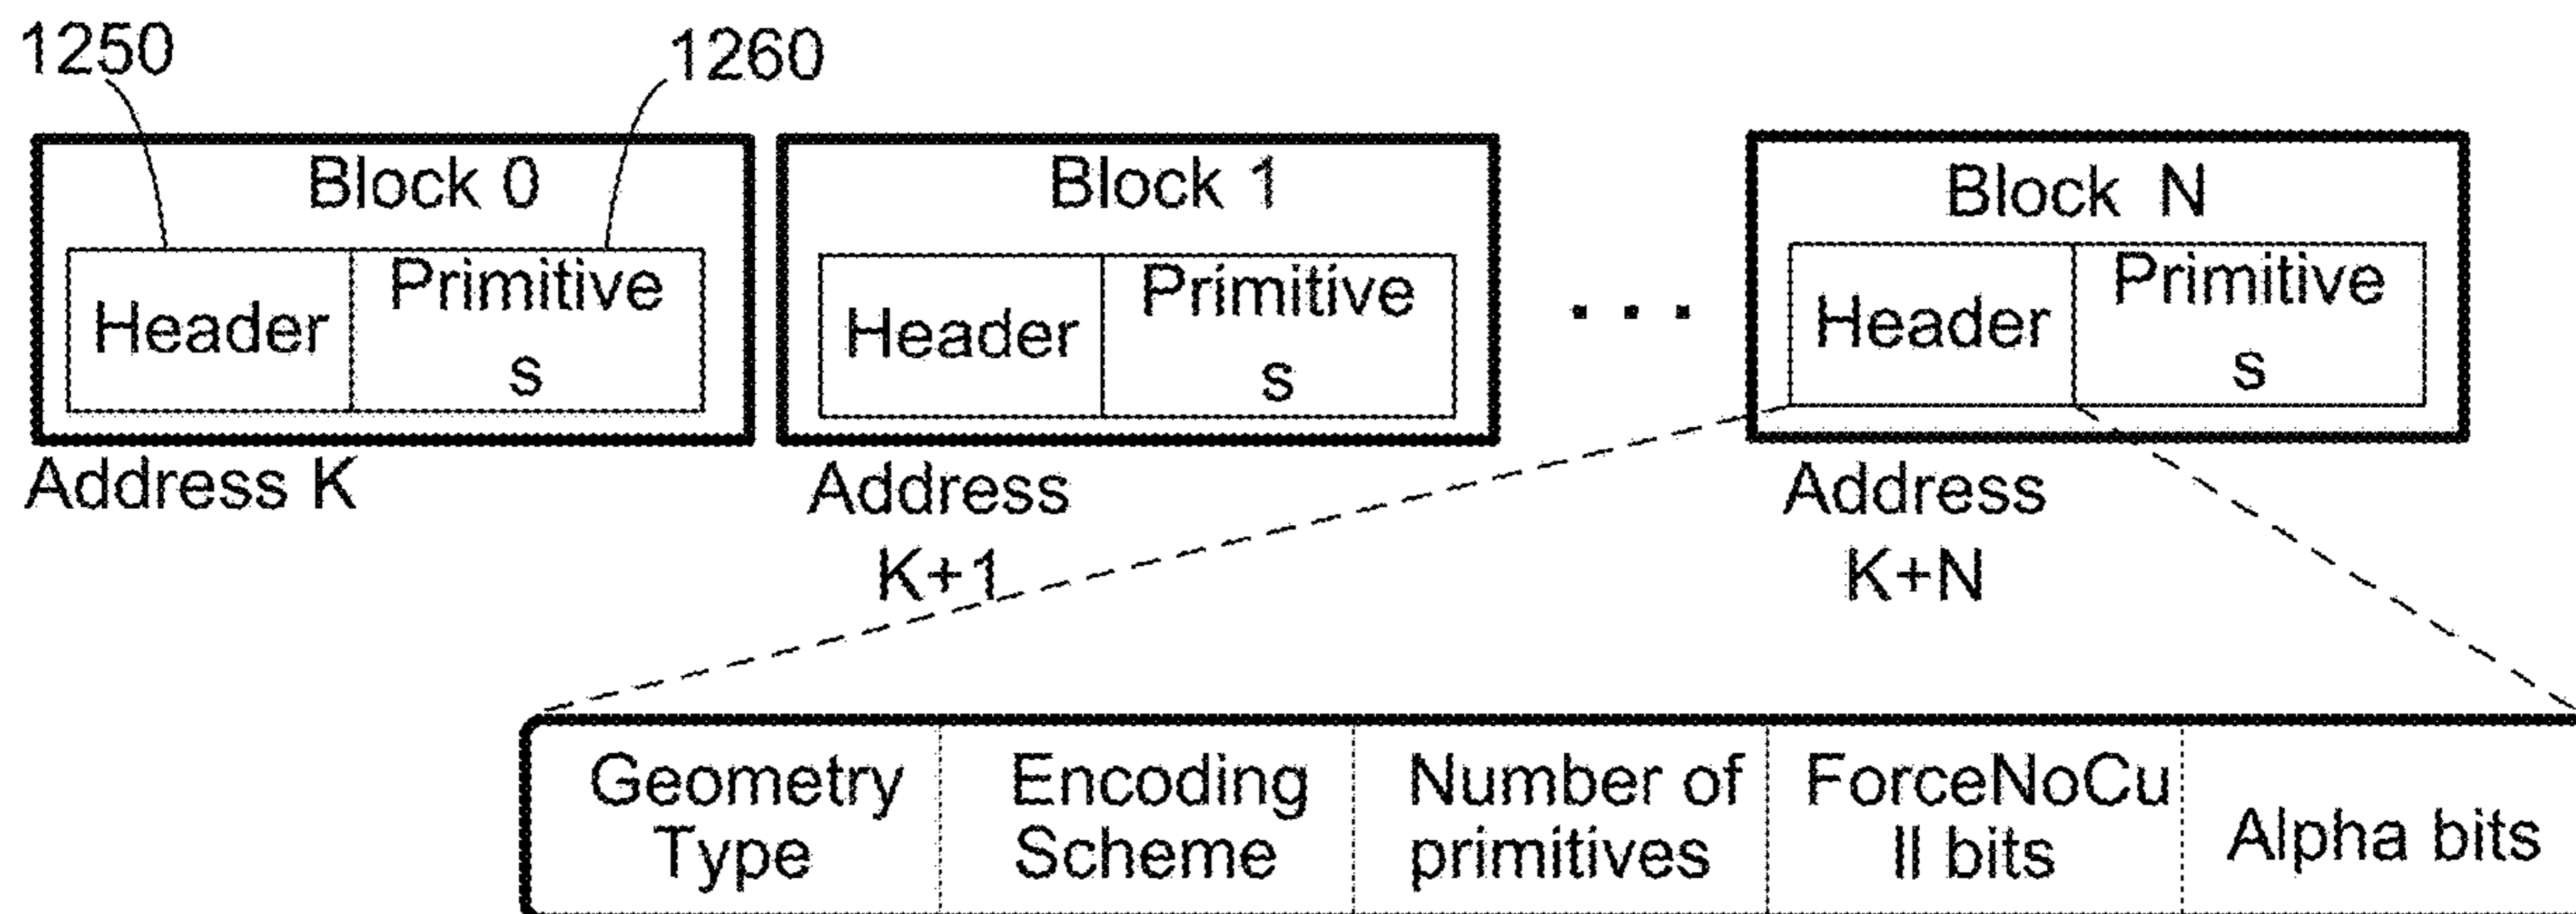 1250
1260
Block 0
Header
Primitive
s
Address K
Block 1
Header
Primitive
s
Address
K+1
. . .
Block N
Header
Primitive
s
Address
K+N
Geometry
Type
Encoding
Scheme
Number of
primitives
ForceNoCu
ll bits
Alpha bits